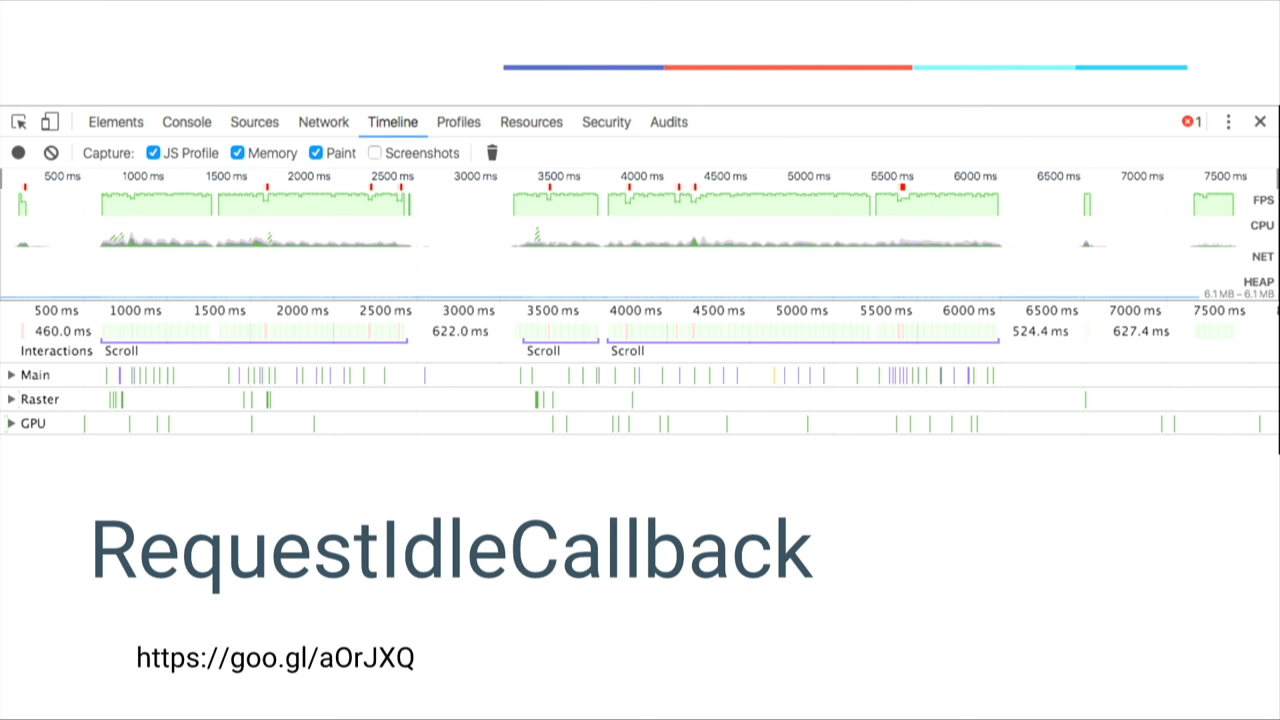 Elements Console Sources Network Timeline Profiles Resources Security Audits 1
Capture: JS Profile Memory Paint Screenshots
500 ms 1000 ms 1500 ms 2000 ms 2500 ms 3000 ms 3500 ms 4000 ms 4500 ms 5000 ms 5500 ms 6000 ms 6500 ms 7000 ms 7500 ms
FPS
CPU
NET
HEAP
6.1 MB – 6.1 MB
500 ms 1000 ms 1500 ms 2000 ms 2500 ms 3000 ms 3500 ms 4000 ms 4500 ms 5000 ms 5500 ms 6000 ms 6500 ms 7000 ms 7500 ms
460.0 ms 622.0 ms 524.4 ms 627.4 ms
Interactions Scroll Scroll Scroll
Main
Raster
GPU
RequestIdleCallback
https://goo.gl/aOrJXQ